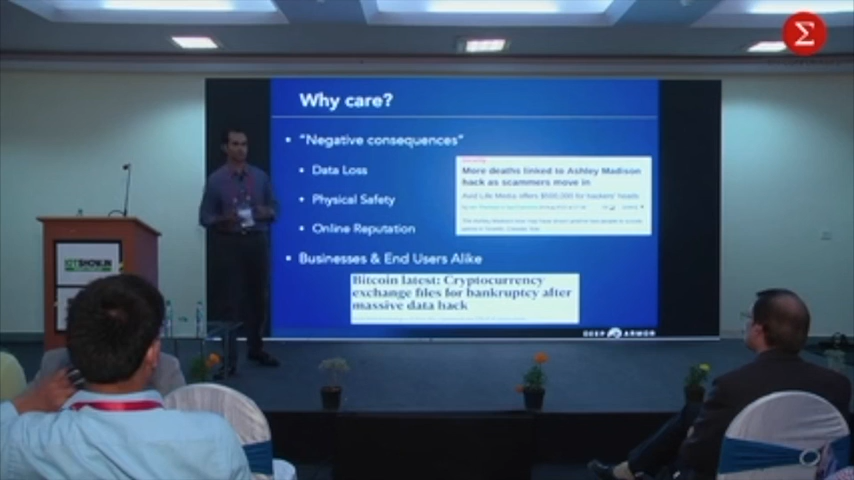 Σ
Why care?
"Negative consequences"
Data Loss
Physical Safety
Online Reputation
Businesses & End Users Alike
More deaths linked to Ashley Madison
hack as scammers move in
Avid Life Media offers $500,000 for hackers' heads
Bitcoin latest: Cryptocurrency
exchange files for bankruptcy after
massive data hack
DEEP ARMOR
IOTSHOW.IN